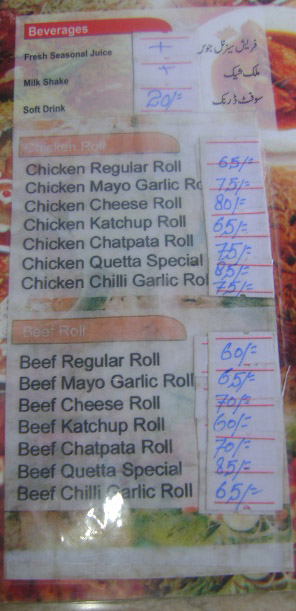 Beverages
Fresh Seasonal Juice + فریش سیزنل جوس
Milk Shake + ملک شیک
Soft Drink 20/= سوفٹ ڈرنک
Chicken Roll
Chicken Regular Roll 65/=
Chicken Mayo Garlic Ro 75/=
Chicken Cheese Roll 80/=
Chicken Katchup Roll 65/=
Chicken Chatpata Roll 75/=
Chicken Quetta Special 85/=
Chicken Chilli Garlic Rol 75/=
Beef Roll
Beef Regular Roll 60/=
Beef Mayo Garlic Roll 65/=
Beef Cheese Roll 70/=
Beef Katchup Roll 60/=
Beef Chatpata Roll 70/=
Beef Quetta Special 85/=
Beef Chilli Garlic Roll 65/=